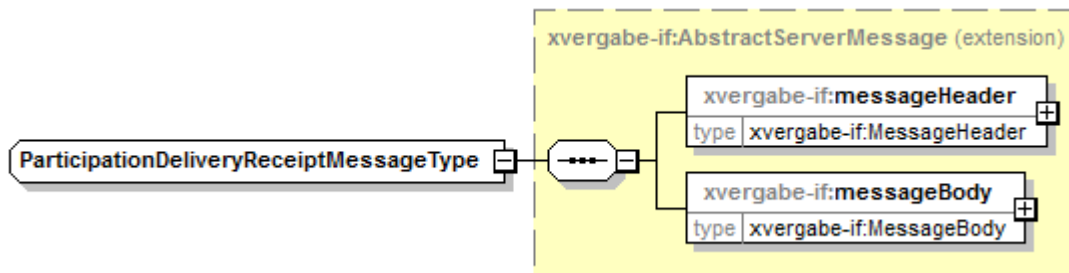 xvergabe-if:AbstractServerMessage (extension)
xvergabe-if:messageHeader
type xvergabe-if:MessageHeader
ParticipationDeliveryReceiptMessageType
xvergabe-if:messageBody
type xvergabe-if:MessageBody